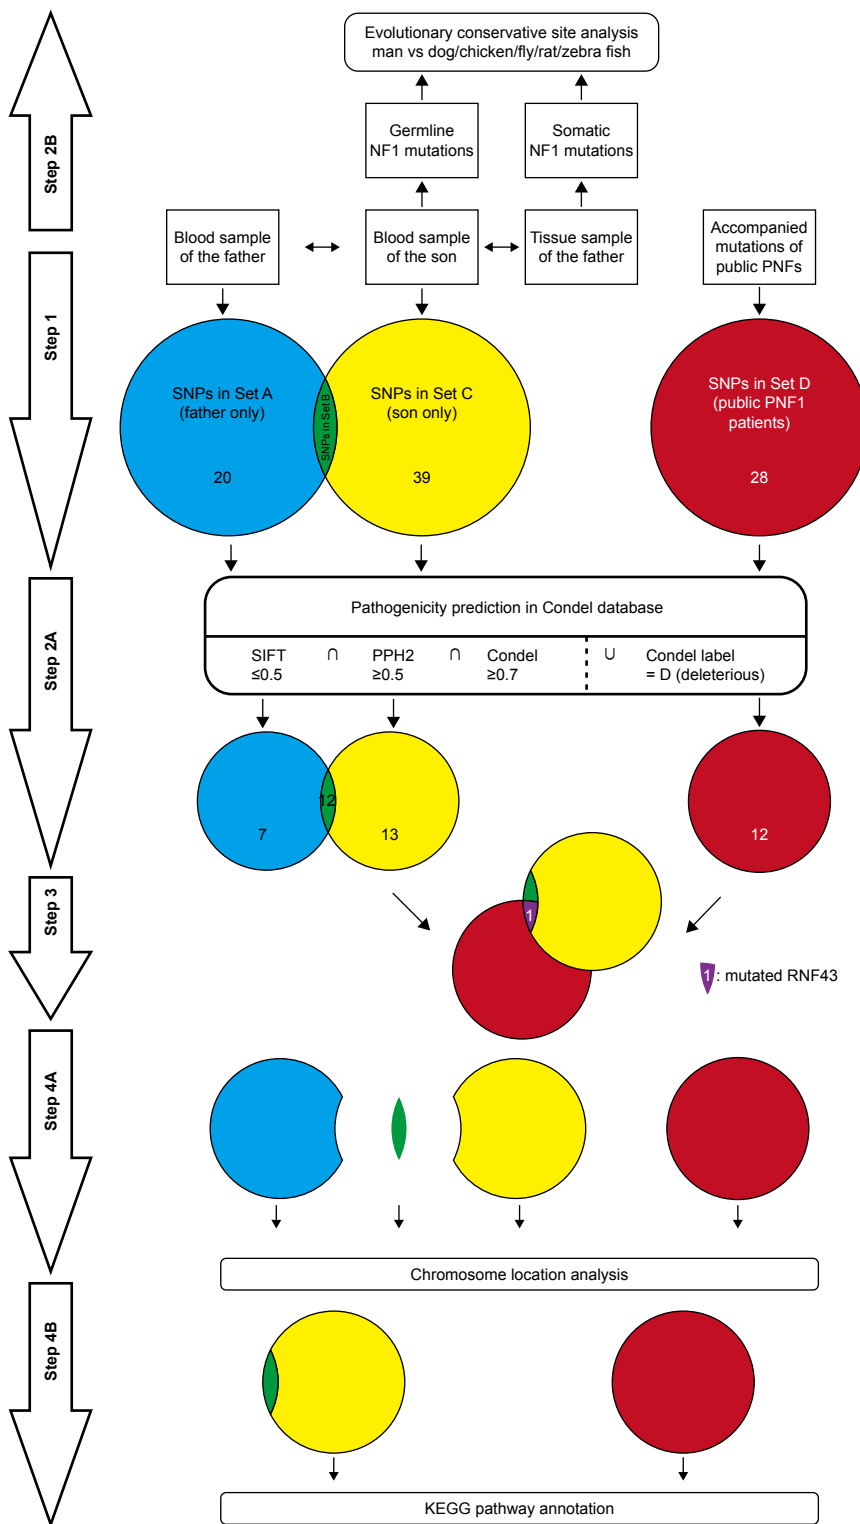 Evolutionary conservative site analysis
man vs dog/chicken/fly/rat/zebra fish
Step 2B
Germline
NF1 mutations
Somatic
NF1 mutations
Blood sample
of the father
Blood sample
of the son
Tissue sample
of the father
Accompanied
mutations of
public PNFs
Step 1
SNPs in Set A
(father only)
20
SNPs in Set B
SNPs in Set C
(son only)
39
SNPs in Set D
(public PNF1
patients)
28
Step 2A
Pathogenicity prediction in Condel database
SIFT ∩ PPH2 ∩ Condel ∪ Condel label
≤0.5 ≥0.5 ≥0.7 = D (deleterious)
7
12
13
12
Step 3
1
1 : mutated RNF43
Step 4A
Chromosome location analysis
Step 4B
KEGG pathway annotation